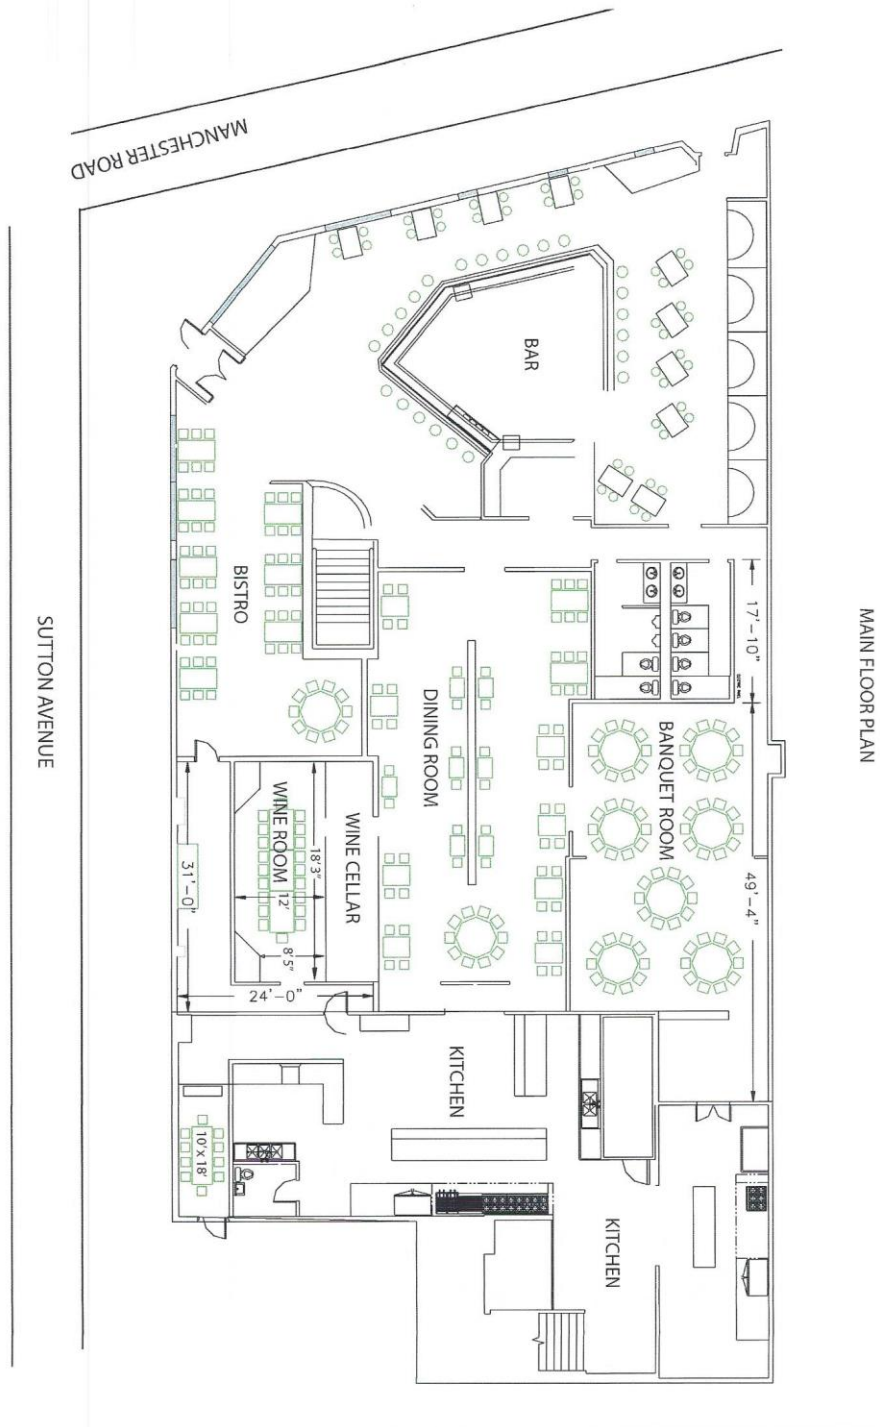 MAIN FLOOR PLAN
MANCHESTER ROAD
SUTTON AVENUE
BAR
BISTRO
DINING ROOM
BANQUET ROOM
17'-10"
49'-4"
WINE ROOM
WINE CELLAR
18'3"
12'
8'5"
31'-0"
24'-0"
KITCHEN
KITCHEN
10'x18'